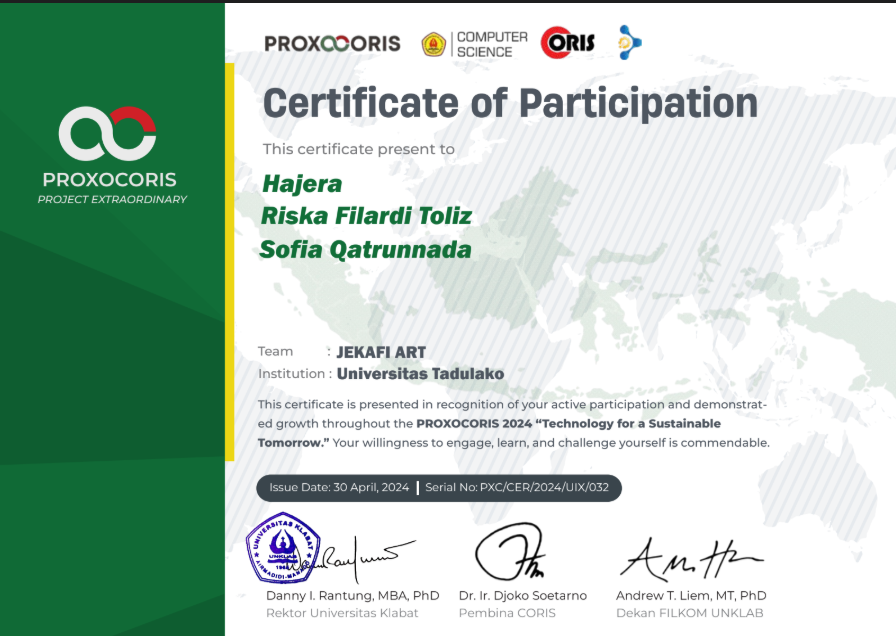 PROXOCORIS
COMPUTER
SCIENCE
CORIS
PROXOCORIS
PROJECT EXTRAORDINARY
Certificate of Participation
This certificate present to
Hajera
Riska Filardi Toliz
Sofia Qatrunnada
Team : JEKAFI ART
Institution : Universitas Tadulako
This certificate is presented in recognition of your active participation and demonstrat-
ed growth throughout the PROXOCORIS 2024 “Technology for a Sustainable
Tomorrow.” Your willingness to engage, learn, and challenge yourself is commendable.
Issue Date: 30 April, 2024 | Serial No: PXC/CER/2024/UIX/032
UNIVERSITAS KLABAT
UNKLAB
Danny I. Rantung, MBA, PhD
Rektor Universitas Klabat
Dr. Ir. Djoko Soetarno
Pembina CORIS
Andrew T. Liem, MT, PhD
Dekan FILKOM UNKLAB